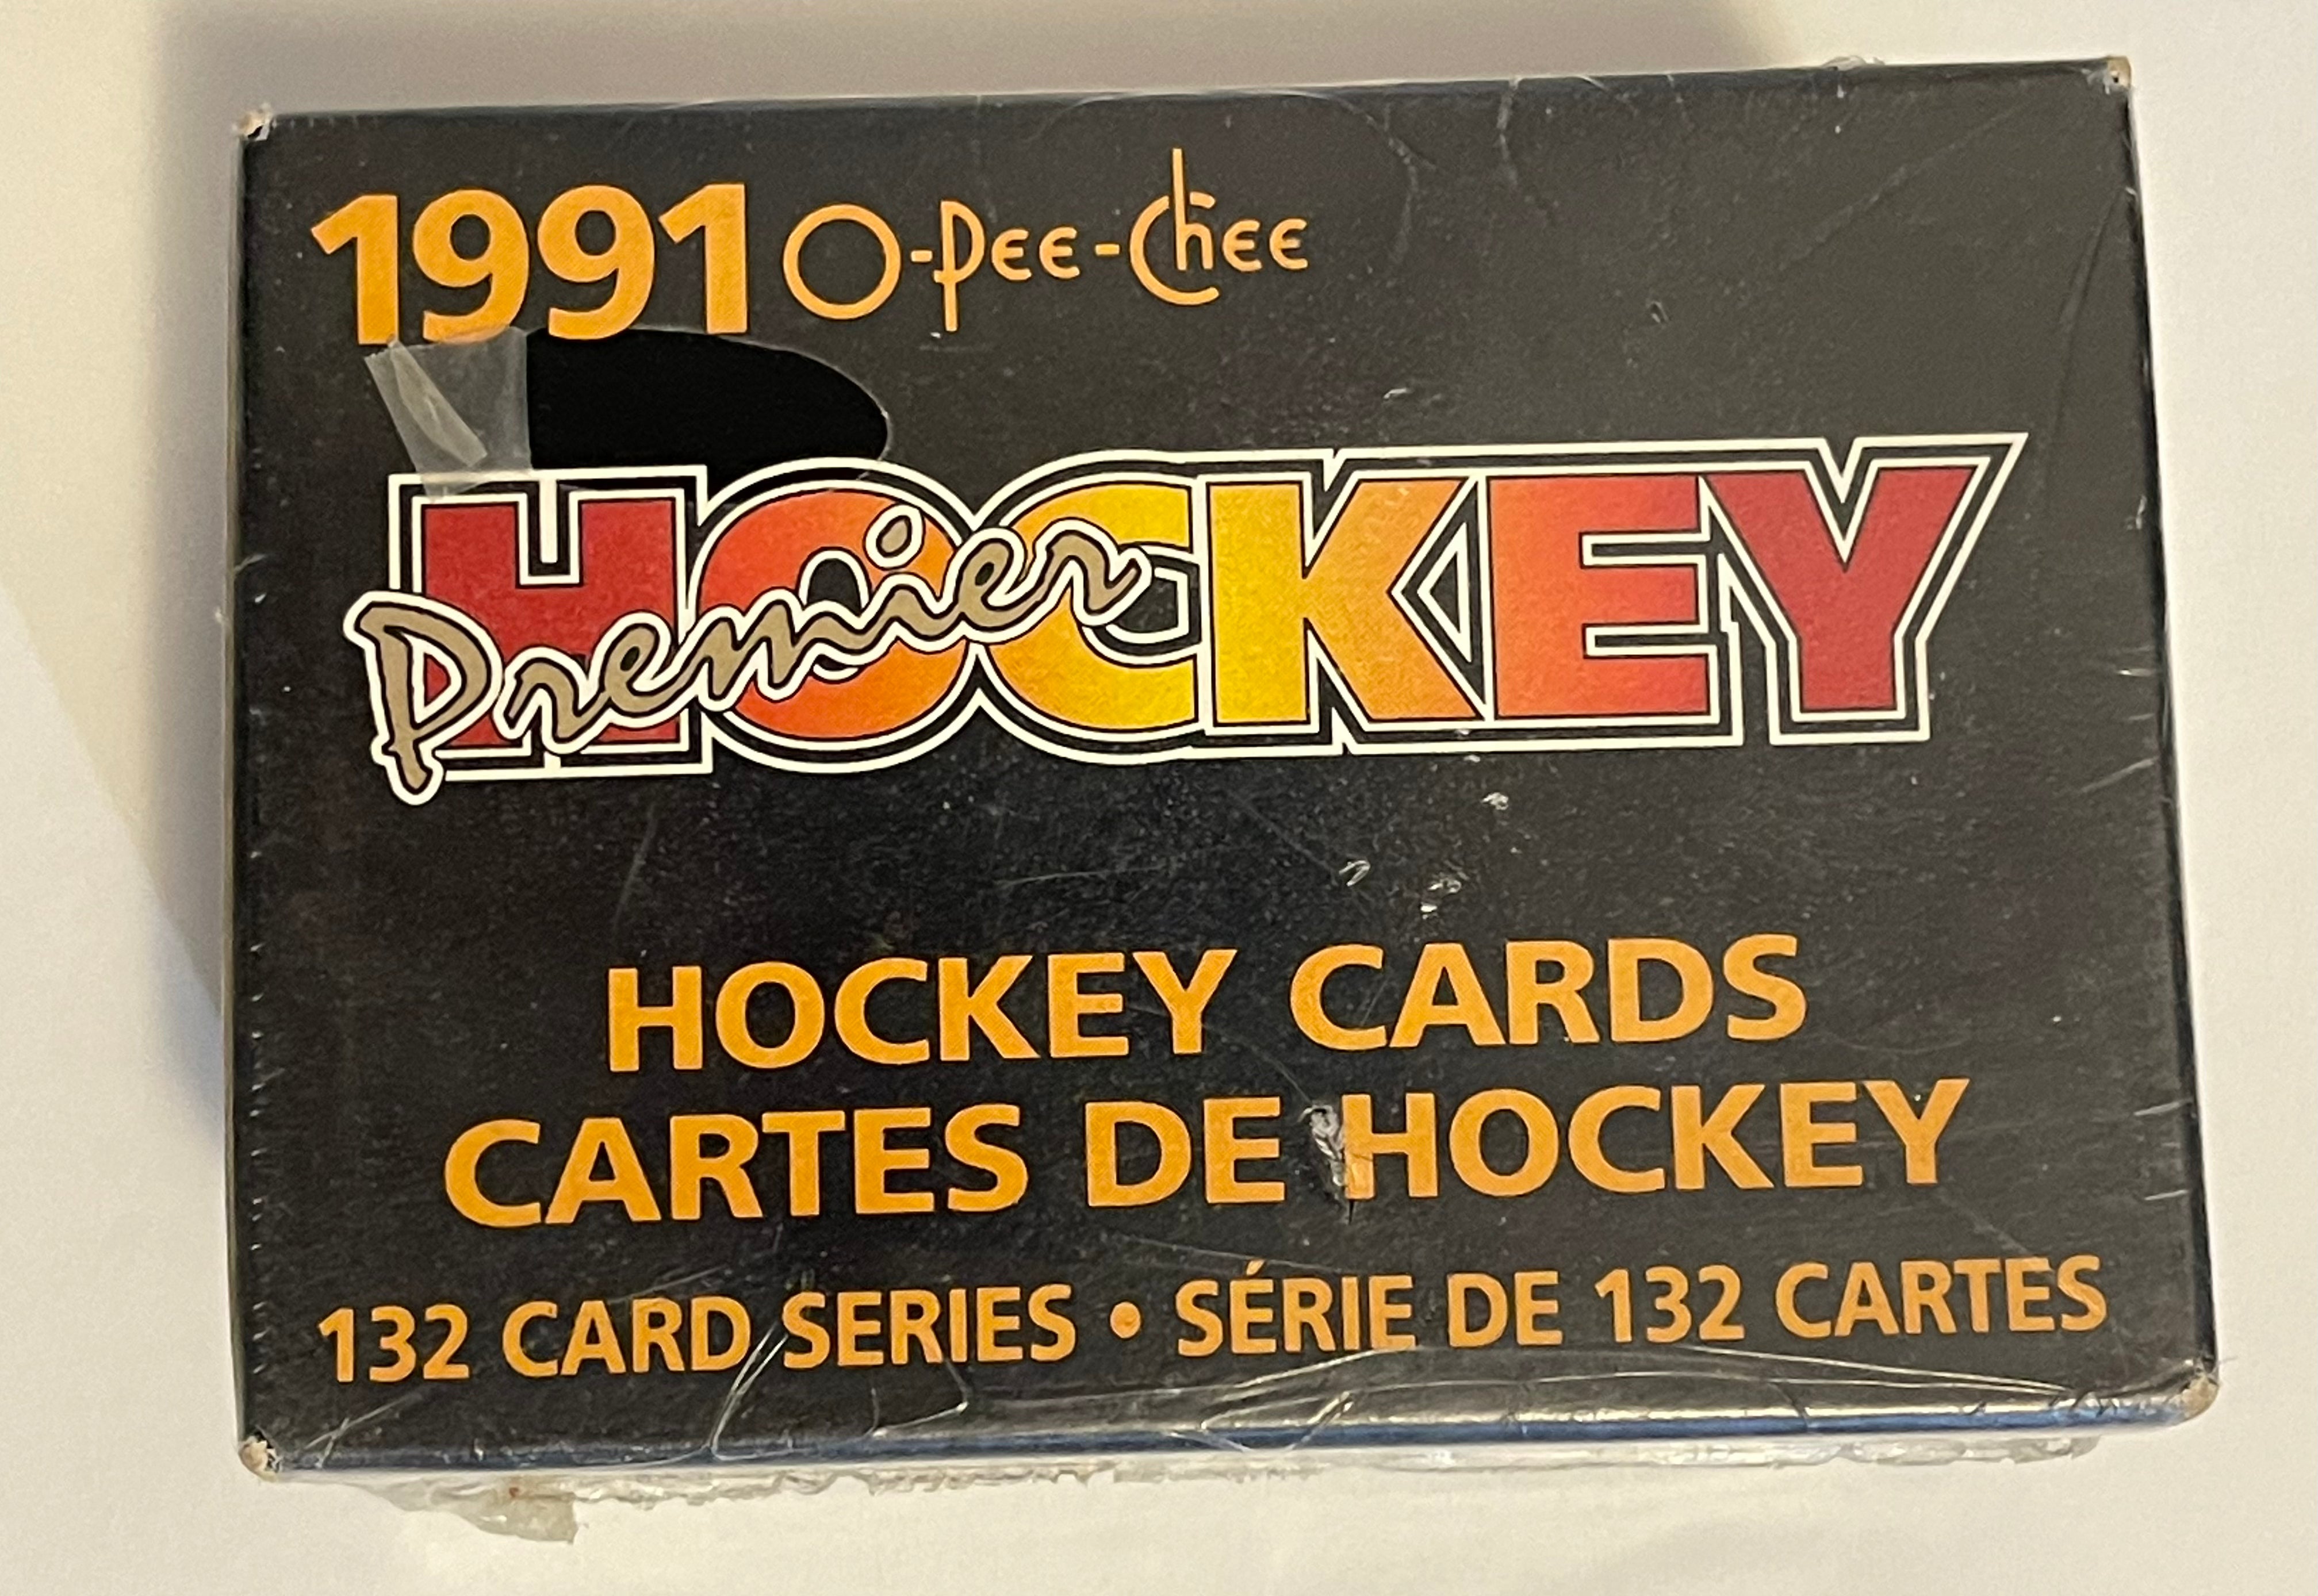 1991 O-PEE-CHEE
HOCKEY
Premier
HOCKEY CARDS
CARTES DE HOCKEY
132 CARD SERIES • SÉRIE DE 132 CARTES